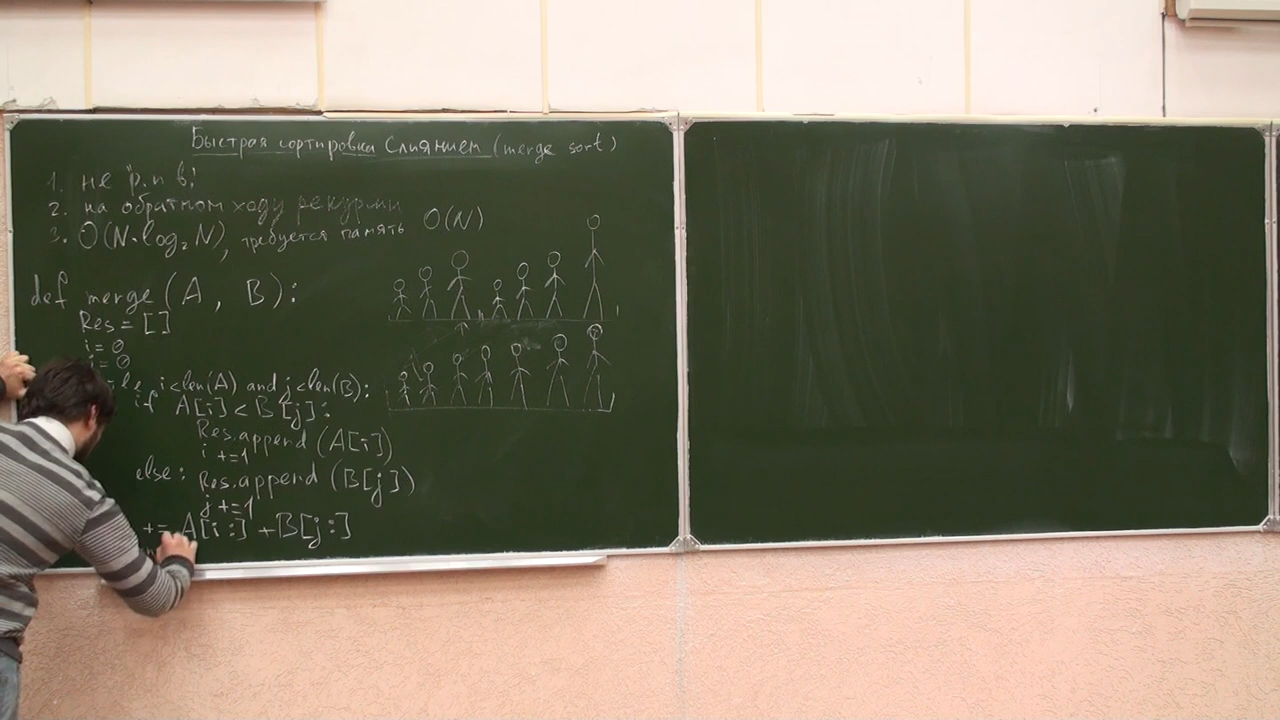 Быстрая сортировка Слиянием (merge sort)
1. не р.п в!
2. на обратном ходу рекурсии
3. O(N·log₂N), требуется память O(N)
def merge(A, B):
Res = []
i = 0
j = 0
i<len(A) and j<len(B):
if A[i] < B[j]:
Res.append(A[i])
i +=1
else: Res.append(B[j])
j +=1
+= A[i:] + B[j:]